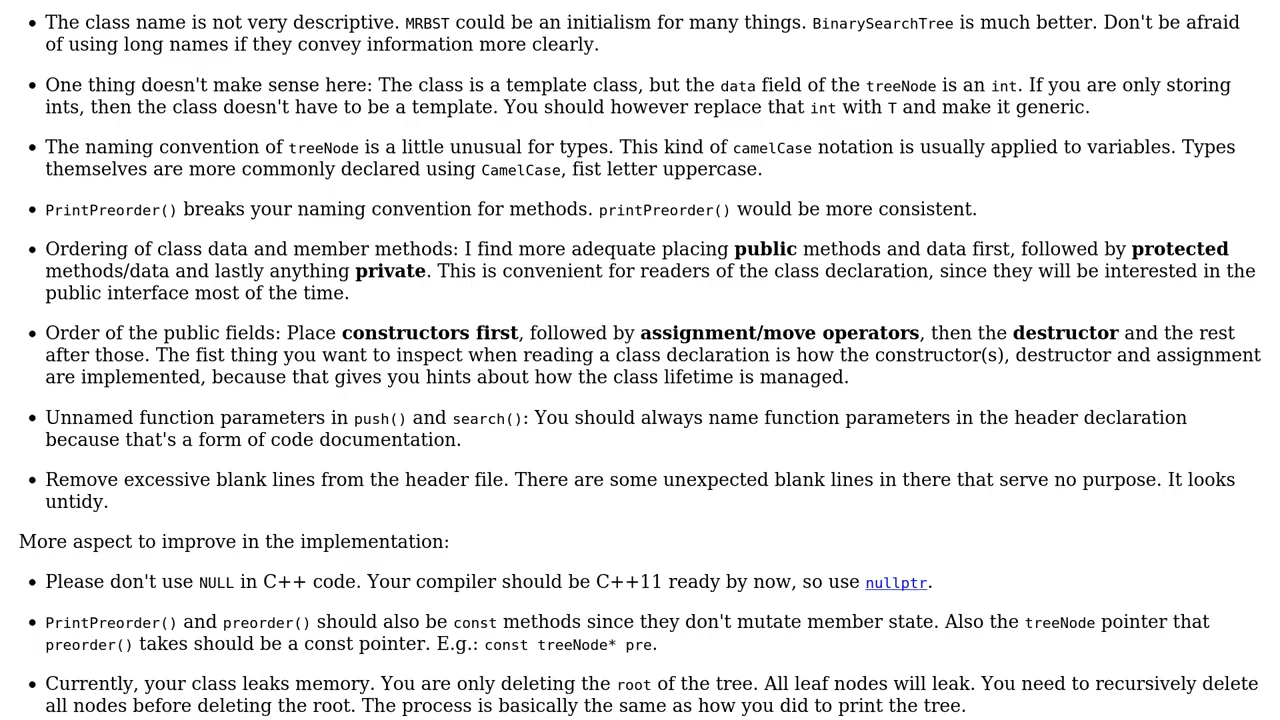 • The class name is not very descriptive. MRBST could be an initialism for many things. BinarySearchTree is much better. Don't be afraid
of using long names if they convey information more clearly.
• One thing doesn't make sense here: The class is a template class, but the data field of the treeNode is an int. If you are only storing
ints, then the class doesn't have to be a template. You should however replace that int with T and make it generic.
• The naming convention of treeNode is a little unusual for types. This kind of camelCase notation is usually applied to variables. Types
themselves are more commonly declared using CamelCase, fist letter uppercase.
• PrintPreorder() breaks your naming convention for methods. printPreorder() would be more consistent.
• Ordering of class data and member methods: I find more adequate placing public methods and data first, followed by protected
methods/data and lastly anything private. This is convenient for readers of the class declaration, since they will be interested in the
public interface most of the time.
• Order of the public fields: Place constructors first, followed by assignment/move operators, then the destructor and the rest
after those. The fist thing you want to inspect when reading a class declaration is how the constructor(s), destructor and assignment
are implemented, because that gives you hints about how the class lifetime is managed.
• Unnamed function parameters in push() and search(): You should always name function parameters in the header declaration
because that's a form of code documentation.
• Remove excessive blank lines from the header file. There are some unexpected blank lines in there that serve no purpose. It looks
untidy.
More aspect to improve in the implementation:
• Please don't use NULL in C++ code. Your compiler should be C++11 ready by now, so use nullptr.
• PrintPreorder() and preorder() should also be const methods since they don't mutate member state. Also the treeNode pointer that
preorder() takes should be a const pointer. E.g.: const treeNode* pre.
• Currently, your class leaks memory. You are only deleting the root of the tree. All leaf nodes will leak. You need to recursively delete
all nodes before deleting the root. The process is basically the same as how you did to print the tree.